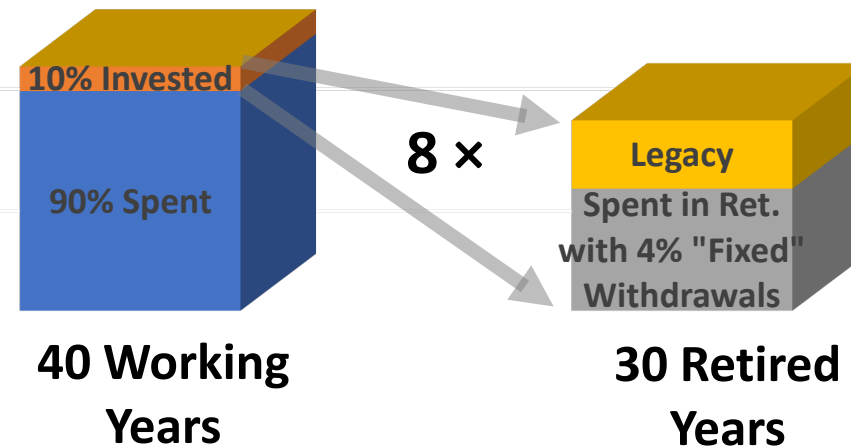 10% Invested
90% Spent
8 ×
Legacy
Spent in Ret.
with 4% "Fixed"
Withdrawals
40 Working
Years
30 Retired
Years